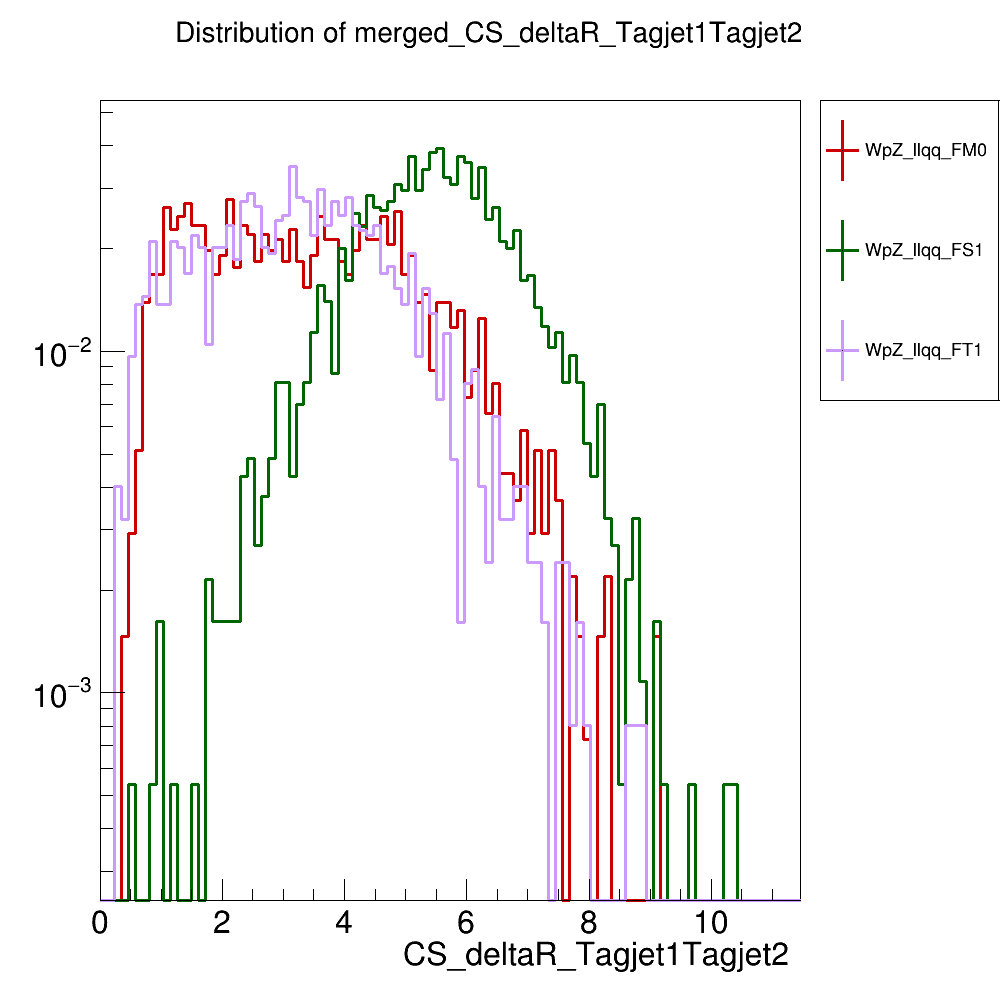 Distribution of merged_CS_deltaR_Tagjet1Tagjet2
WpZ_llqq_FM0
WpZ_llqq_FS1
WpZ_llqq_FT1
10⁻²
10⁻³
0 2 4 6 8 10
CS_deltaR_Tagjet1Tagjet2